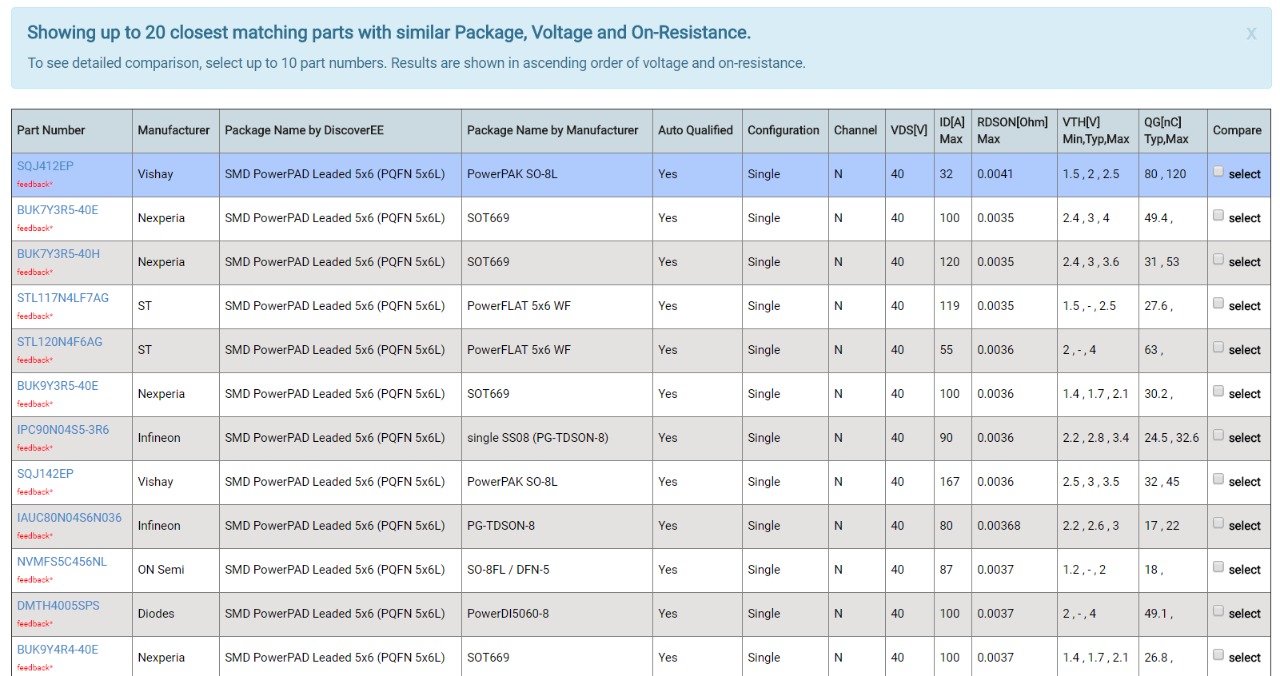 Showing up to 20 closest matching parts with similar Package, Voltage and On-Resistance.
x
To see detailed comparison, select up to 10 part numbers. Results are shown in ascending order of voltage and on-resistance.
Part Number Manufacturer Package Name by DiscoverEE Package Name by Manufacturer Auto Qualified Configuration Channel VDS[V] ID[A] Max RDSON[Ohm] Max VTH[V] Min,Typ,Max QG[nC] Typ,Max Compare
SQJ412EP Vishay SMD PowerPAD Leaded 5x6 (PQFN 5x6L) PowerPAK SO-8L Yes Single N 40 32 0.0041 1.5 , 2 , 2.5 80 , 120 select
feedback*
BUK7Y3R5-40E Nexperia SMD PowerPAD Leaded 5x6 (PQFN 5x6L) SOT669 Yes Single N 40 100 0.0035 2.4 , 3 , 4 49.4 , select
feedback*
BUK7Y3R5-40H Nexperia SMD PowerPAD Leaded 5x6 (PQFN 5x6L) SOT669 Yes Single N 40 120 0.0035 2.4 , 3 , 3.6 31 , 53 select
feedback*
STL117N4LF7AG ST SMD PowerPAD Leaded 5x6 (PQFN 5x6L) PowerFLAT 5x6 WF Yes Single N 40 119 0.0035 1.5 , - , 2.5 27.6 , select
feedback*
STL120N4F6AG ST SMD PowerPAD Leaded 5x6 (PQFN 5x6L) PowerFLAT 5x6 WF Yes Single N 40 55 0.0036 2 , - , 4 63 , select
feedback*
BUK9Y3R5-40E Nexperia SMD PowerPAD Leaded 5x6 (PQFN 5x6L) SOT669 Yes Single N 40 100 0.0036 1.4 , 1.7 , 2.1 30.2 , select
feedback*
IPC90N04S5-3R6 Infineon SMD PowerPAD Leaded 5x6 (PQFN 5x6L) single SS08 (PG-TDSON-8) Yes Single N 40 90 0.0036 2.2 , 2.8 , 3.4 24.5 , 32.6 select
feedback*
SQJ142EP Vishay SMD PowerPAD Leaded 5x6 (PQFN 5x6L) PowerPAK SO-8L Yes Single N 40 167 0.0036 2.5 , 3 , 3.5 32 , 45 select
feedback*
IAUC80N04S6N036 Infineon SMD PowerPAD Leaded 5x6 (PQFN 5x6L) PG-TDSON-8 Yes Single N 40 80 0.00368 2.2 , 2.6 , 3 17 , 22 select
feedback*
NVMFS5C456NL ON Semi SMD PowerPAD Leaded 5x6 (PQFN 5x6L) SO-8FL / DFN-5 Yes Single N 40 87 0.0037 1.2 , - , 2 18 , select
feedback*
DMTH4005SPS Diodes SMD PowerPAD Leaded 5x6 (PQFN 5x6L) PowerDI5060-8 Yes Single N 40 100 0.0037 2 , - , 4 49.1 , select
feedback*
BUK9Y4R4-40E Nexperia SMD PowerPAD Leaded 5x6 (PQFN 5x6L) SOT669 Yes Single N 40 100 0.0037 1.4 , 1.7 , 2.1 26.8 , select
feedback*